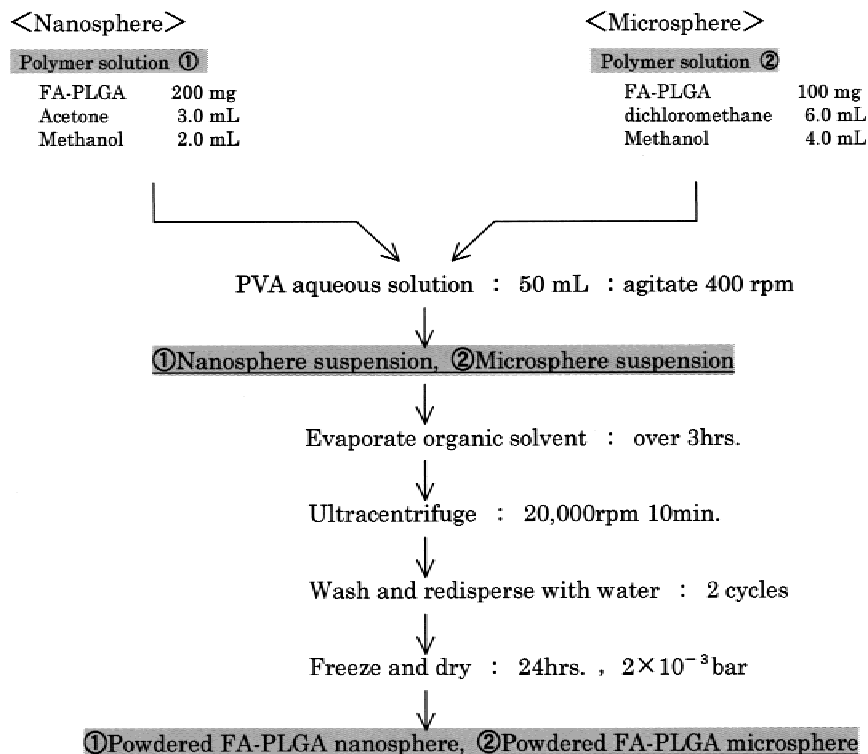 <Nanosphere>
Polymer solution ①
FA-PLGA 200 mg
Acetone 3.0 mL
Methanol 2.0 mL
<Microsphere>
Polymer solution ②
FA-PLGA 100 mg
dichloromethane 6.0 mL
Methanol 4.0 mL
PVA aqueous solution : 50 mL : agitate 400 rpm
①Nanosphere suspension, ②Microsphere suspension
Evaporate organic solvent : over 3hrs.
Ultracentrifuge : 20,000rpm 10min.
Wash and redisperse with water : 2 cycles
Freeze and dry : 24hrs. , 2×10⁻³bar
①Powdered FA-PLGA nanosphere, ②Powdered FA-PLGA microsphere